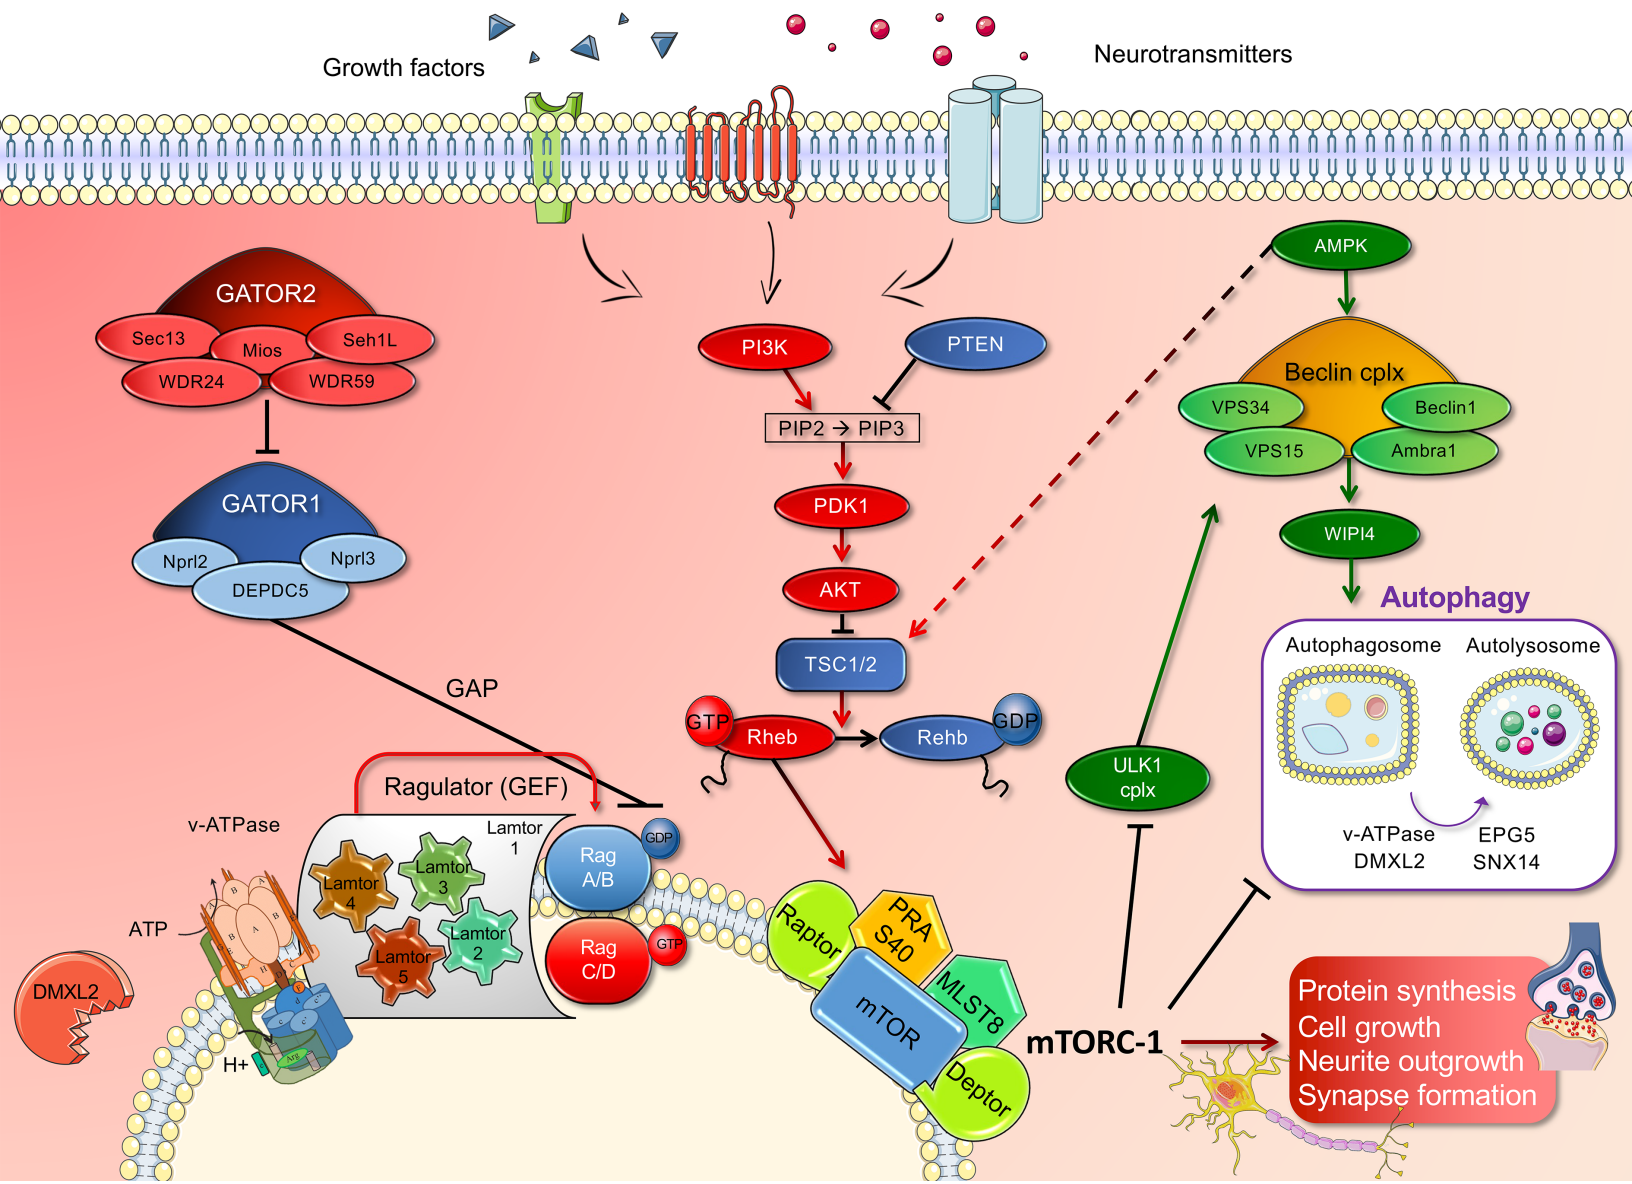 Growth factors
Neurotransmitters
GATOR2
Sec13
Mios
Seh1L
WDR24
WDR59
GATOR1
Nprl2
Nprl3
DEPDC5
GAP
PI3K
PTEN
PIP2 → PIP3
PDK1
AKT
TSC1/2
GTP
Rheb
Rehb
GDP
AMPK
Beclin cplx
VPS34
Beclin1
VPS15
Ambra1
WIPI4
Autophagy
Autophagosome
Autolysosome
v-ATPase
DMXL2
EPG5
SNX14
ULK1
cplx
Ragulator (GEF)
v-ATPase
Lamtor
1
Lamtor
3
Lamtor
4
Lamtor
2
Lamtor
5
Rag
A/B
GDP
Rag
C/D
GTP
ATP
DMXL2
H+
Arg
Raptor
PRA
S40
MLST8
mTOR
Deptor
mTORC-1
Protein synthesis
Cell growth
Neurite outgrowth
Synapse formation